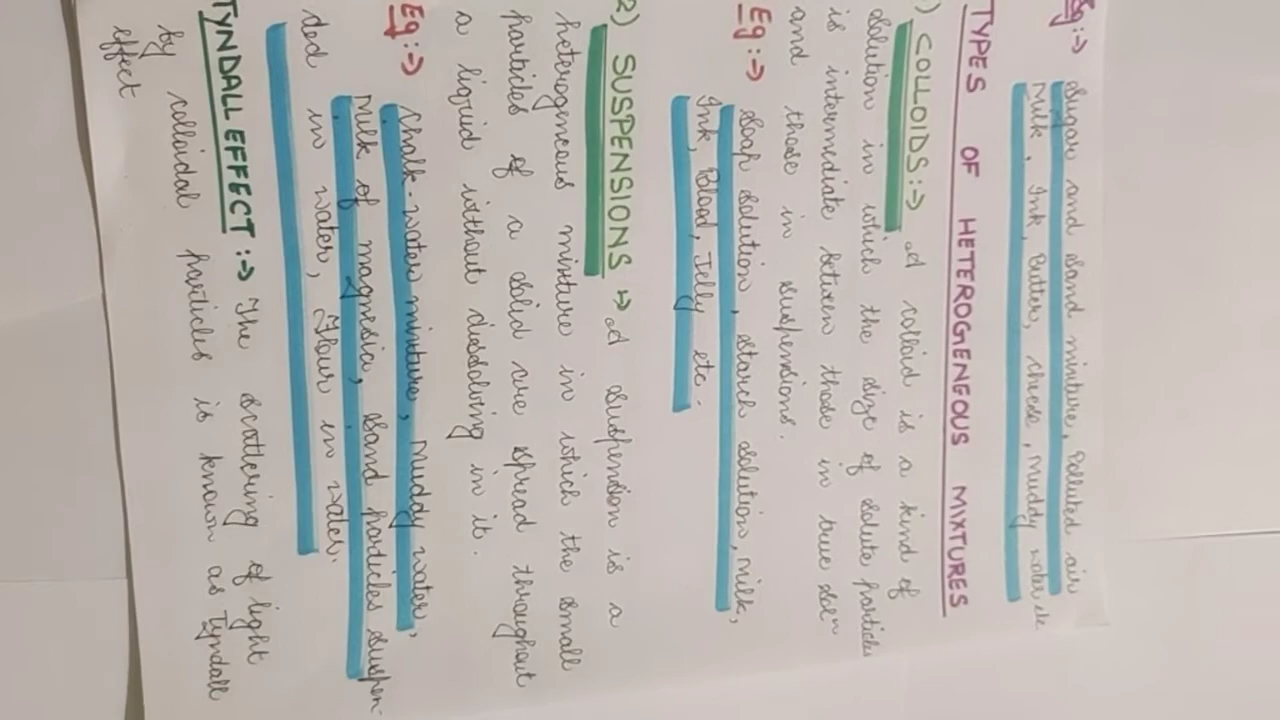 Eg :→ Sugar and sand mixture, Polluted air
Milk, Ink, Butter, cheese, Muddy water etc
TYPES OF HETEROGENEOUS MIXTURES
1) COLLOIDS :→ A colloid is a kind of
solution in which the size of solute particles
is intermdiate between those in true solⁿ
and those in suspensions.
Eg :→ Soap solution, starch solution, milk,
Ink, Blood, Jelly etc.
2) SUSPENSIONS → A suspension is a
heterogeneous mixture in which the small
particles of a solid are spread throughout
a liquid without dissolving in it.
Eg :→ Chalk-water mixture, Muddy water,
Milk of magnesia, Sand particles suspen-
ded in water, Flour in water.
TYNDALL EFFECT :→ The scattering of light
by colloidal particles is known as Tyndall
effect